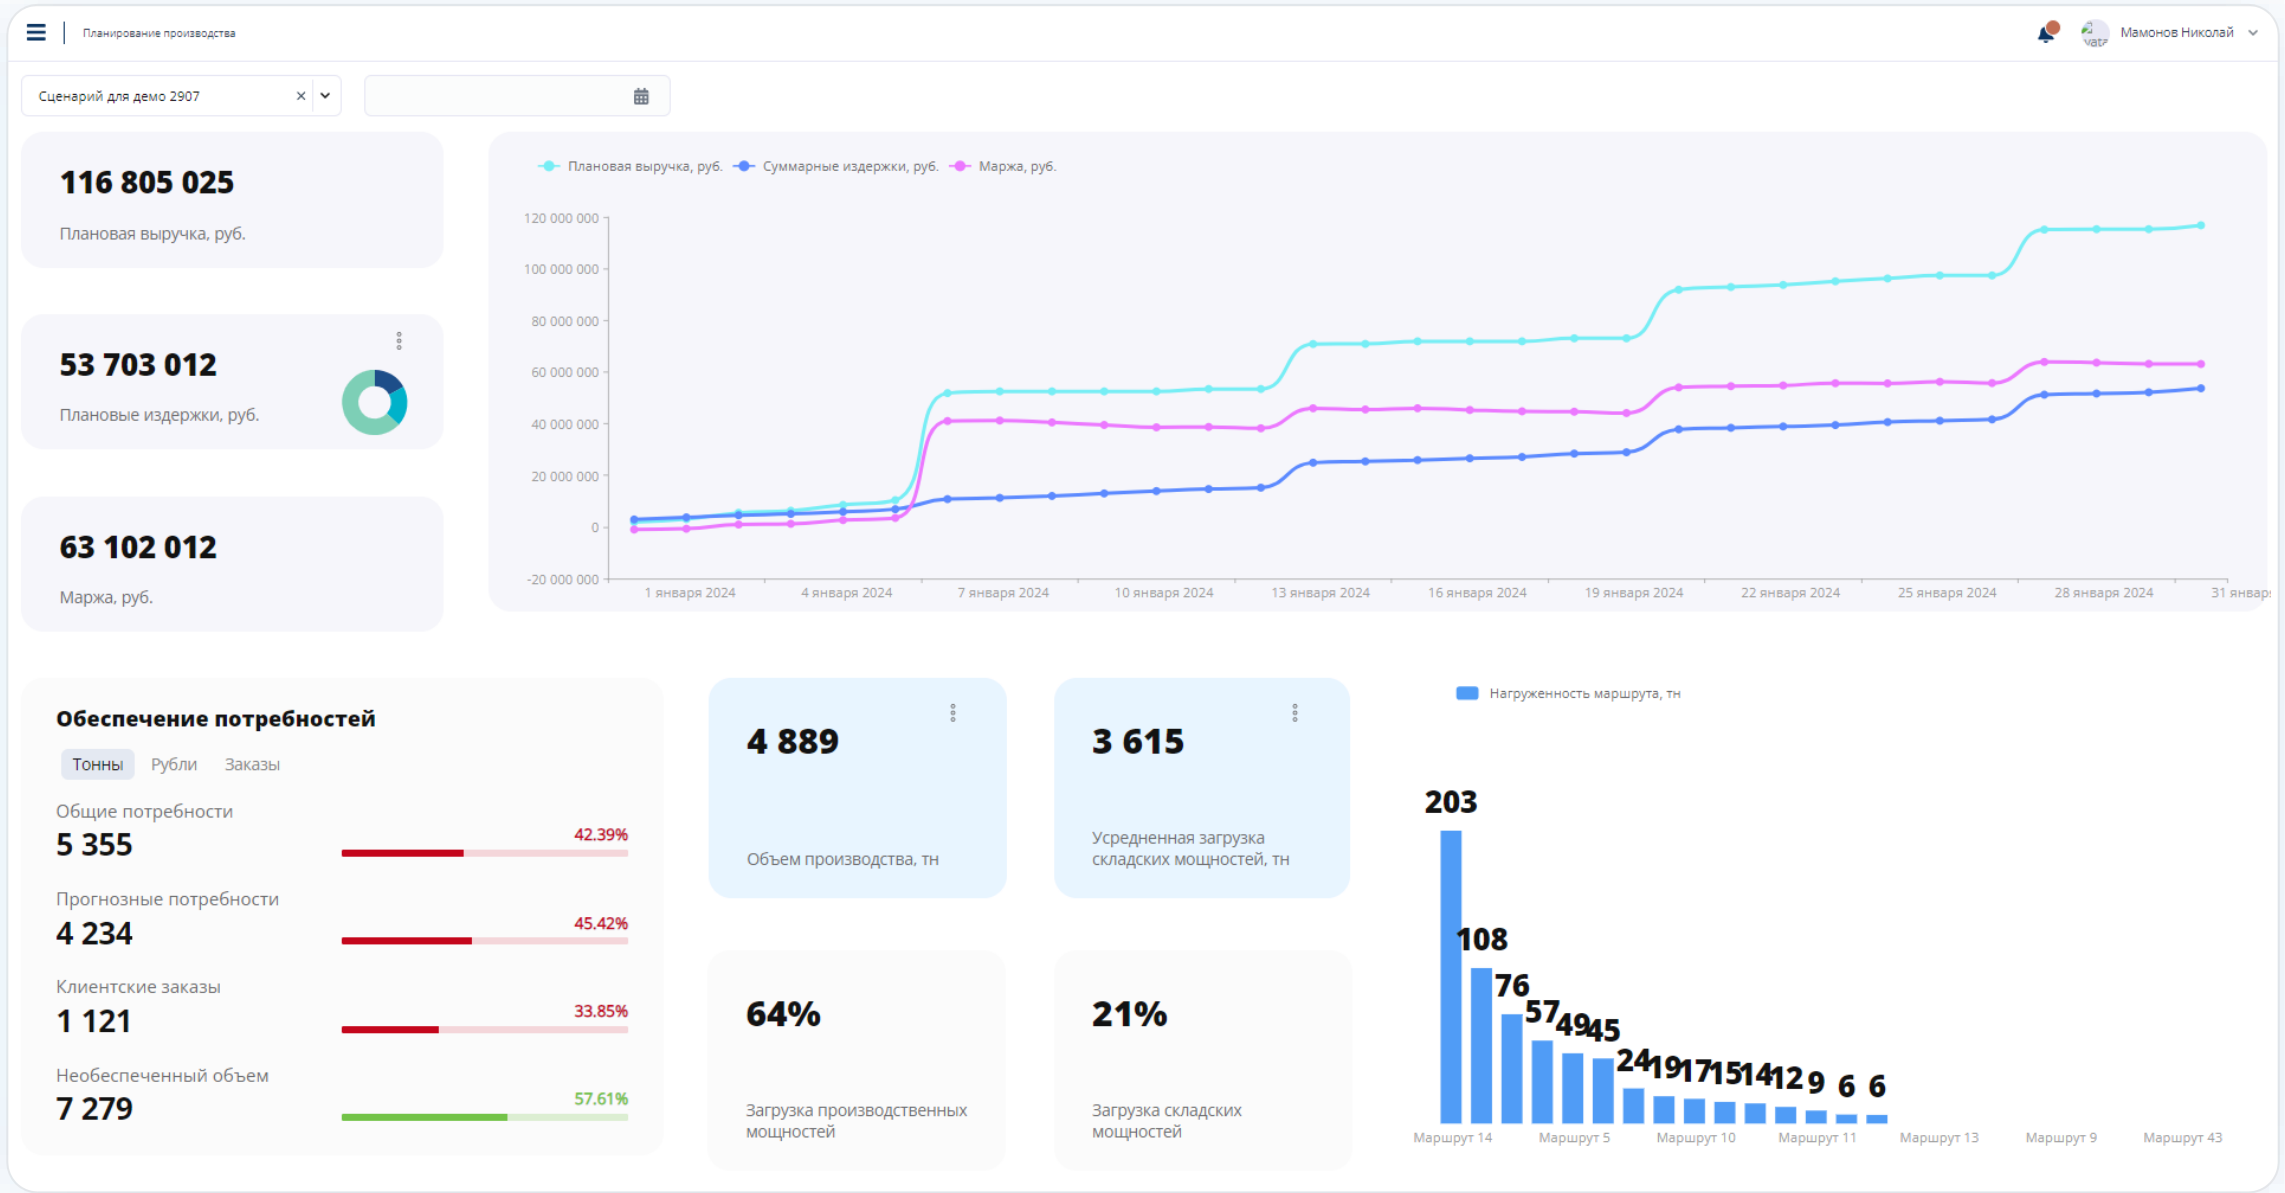 Планирование производства
Мамонов Николай
Сценарий для демо 2907
116 805 025
Плановая выручка, руб.
53 703 012
Плановые издержки, руб.
63 102 012
Маржа, руб.
Плановая выручка, руб. Суммарные издержки, руб. Маржа, руб.
120 000 000
100 000 000
80 000 000
60 000 000
40 000 000
20 000 000
0
-20 000 000
1 января 2024 4 января 2024 7 января 2024 10 января 2024 13 января 2024 16 января 2024 19 января 2024 22 января 2024 25 января 2024 28 января 2024 31 январ
Обеспечение потребностей
Тонны Рубли Заказы
Общие потребности
5 355
42.39%
Прогнозные потребности
4 234
45.42%
Клиентские заказы
1 121
33.85%
Необеспеченный объем
7 279
57.61%
4 889
Объем производства, тн
3 615
Усредненная загрузка
складских мощностей, тн
64%
Загрузка производственных
мощностей
21%
Загрузка складских
мощностей
Нагруженность маршрута, тн
203
108
76
57
49
45
24
19
17
15
14
12
9
6
6
Маршрут 14 Маршрут 5 Маршрут 10 Маршрут 11 Маршрут 13 Маршрут 9 Маршрут 43